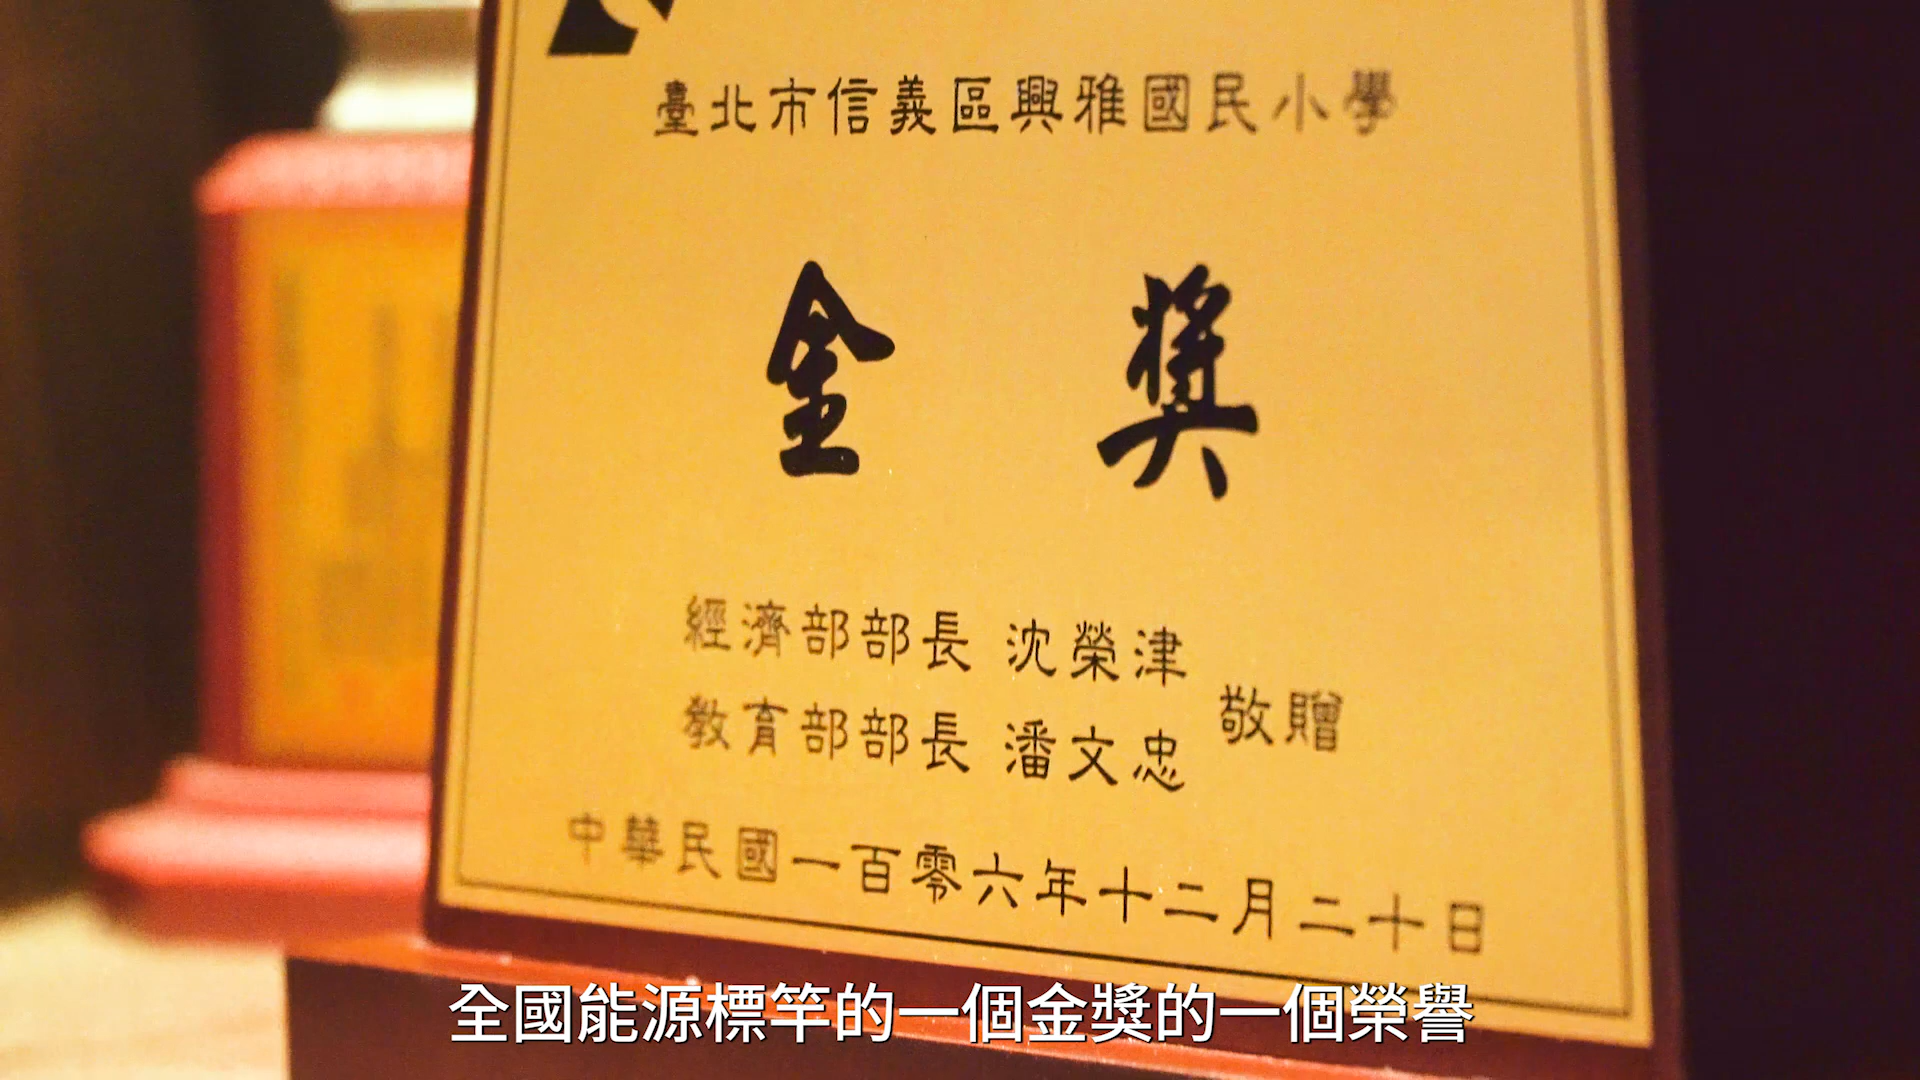 臺北市信義區興雅國民小學
金獎
經濟部部長 沈榮津
教育部部長 潘文忠
敬贈
中華民國一百零六年十二月二十日
全國能源標竿的一個金獎的一個榮譽